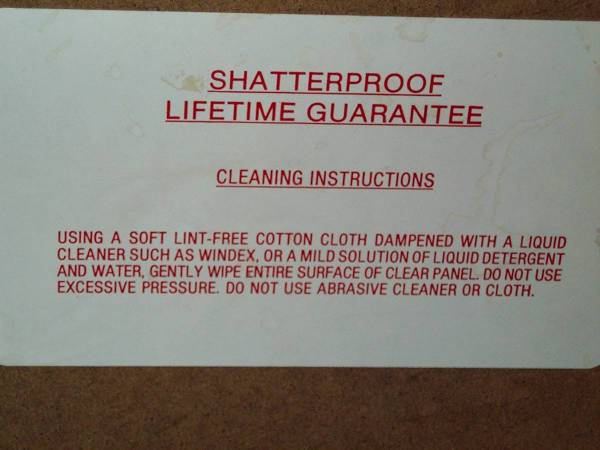 SHATTERPROOF
LIFETIME GUARANTEE
CLEANING INSTRUCTIONS
USING A SOFT LINT-FREE COTTON CLOTH DAMPENED WITH A LIQUID
CLEANER SUCH AS WINDEX, OR A MILD SOLUTION OF LIQUID DETERGENT
AND WATER, GENTLY WIPE ENTIRE SURFACE OF CLEAR PANEL. DO NOT USE
EXCESSIVE PRESSURE. DO NOT USE ABRASIVE CLEANER OR CLOTH.